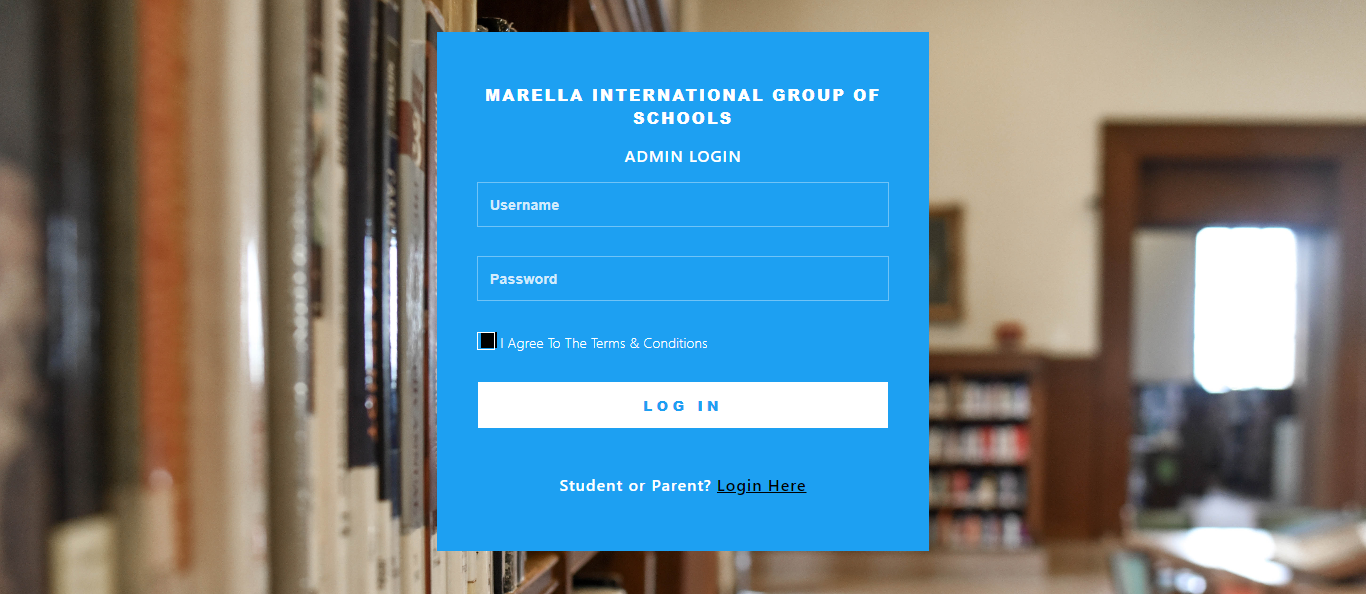 MARELLA INTERNATIONAL GROUP OF
SCHOOLS
ADMIN LOGIN
Username
Password
I Agree To The Terms & Conditions
LOG IN
Student or Parent? Login Here